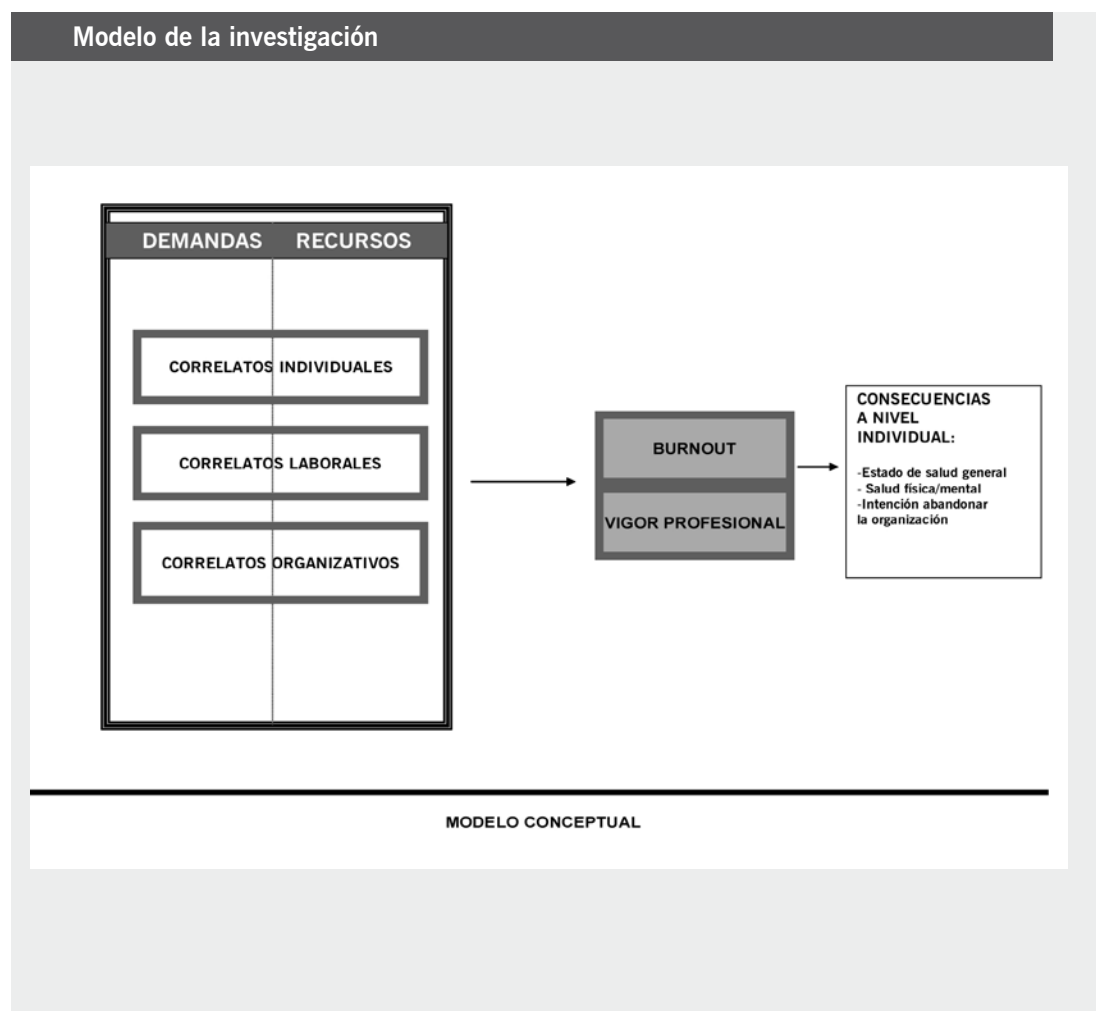 Modelo de la investigación
DEMANDAS RECURSOS
CORRELATOS INDIVIDUALES
CORRELATOS LABORALES
CORRELATOS ORGANIZATIVOS
BURNOUT
VIGOR PROFESIONAL
CONSECUENCIAS
A NIVEL
INDIVIDUAL:
-Estado de salud general
- Salud física/mental
-Intención abandonar
la organización
MODELO CONCEPTUAL